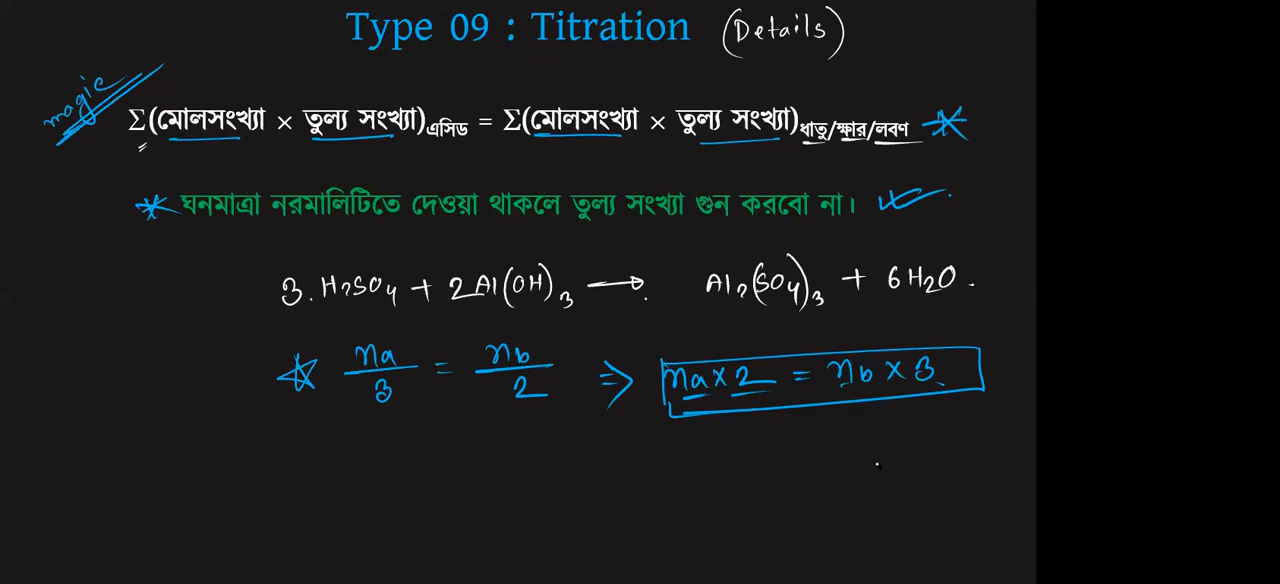 Type 09 : Titration (Details)
magic
Σ(মোলসংখ্যা × তুল্য সংখ্যা)এসিড = Σ(মোলসংখ্যা × তুল্য সংখ্যা)ধাতু/ক্ষার/লবণ
ঘনমাত্রা নরমালিটিতে দেওয়া থাকলে তুল্য সংখ্যা গুন করবো না।
3. H₂SO₄ + 2Al(OH)₃ → Al₂(SO₄)₃ + 6H₂O.
na/3 = nb/2 ⇒ na × 2 = nb × 3